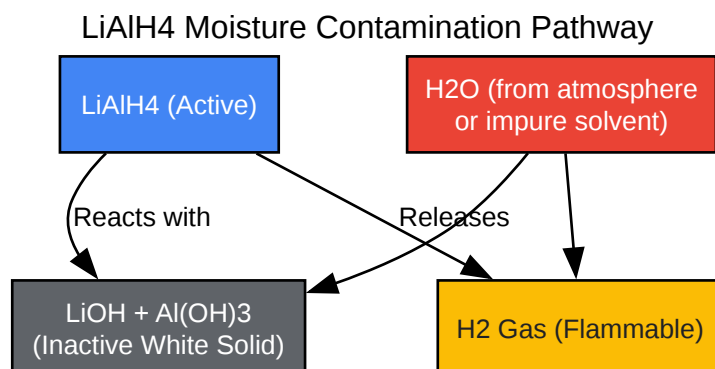 LiAlH4 Moisture Contamination Pathway
LiAlH4 (Active)
H2O (from atmosphere
or impure solvent)
Reacts with
Releases
LiOH + Al(OH)3
(Inactive White Solid)
H2 Gas (Flammable)